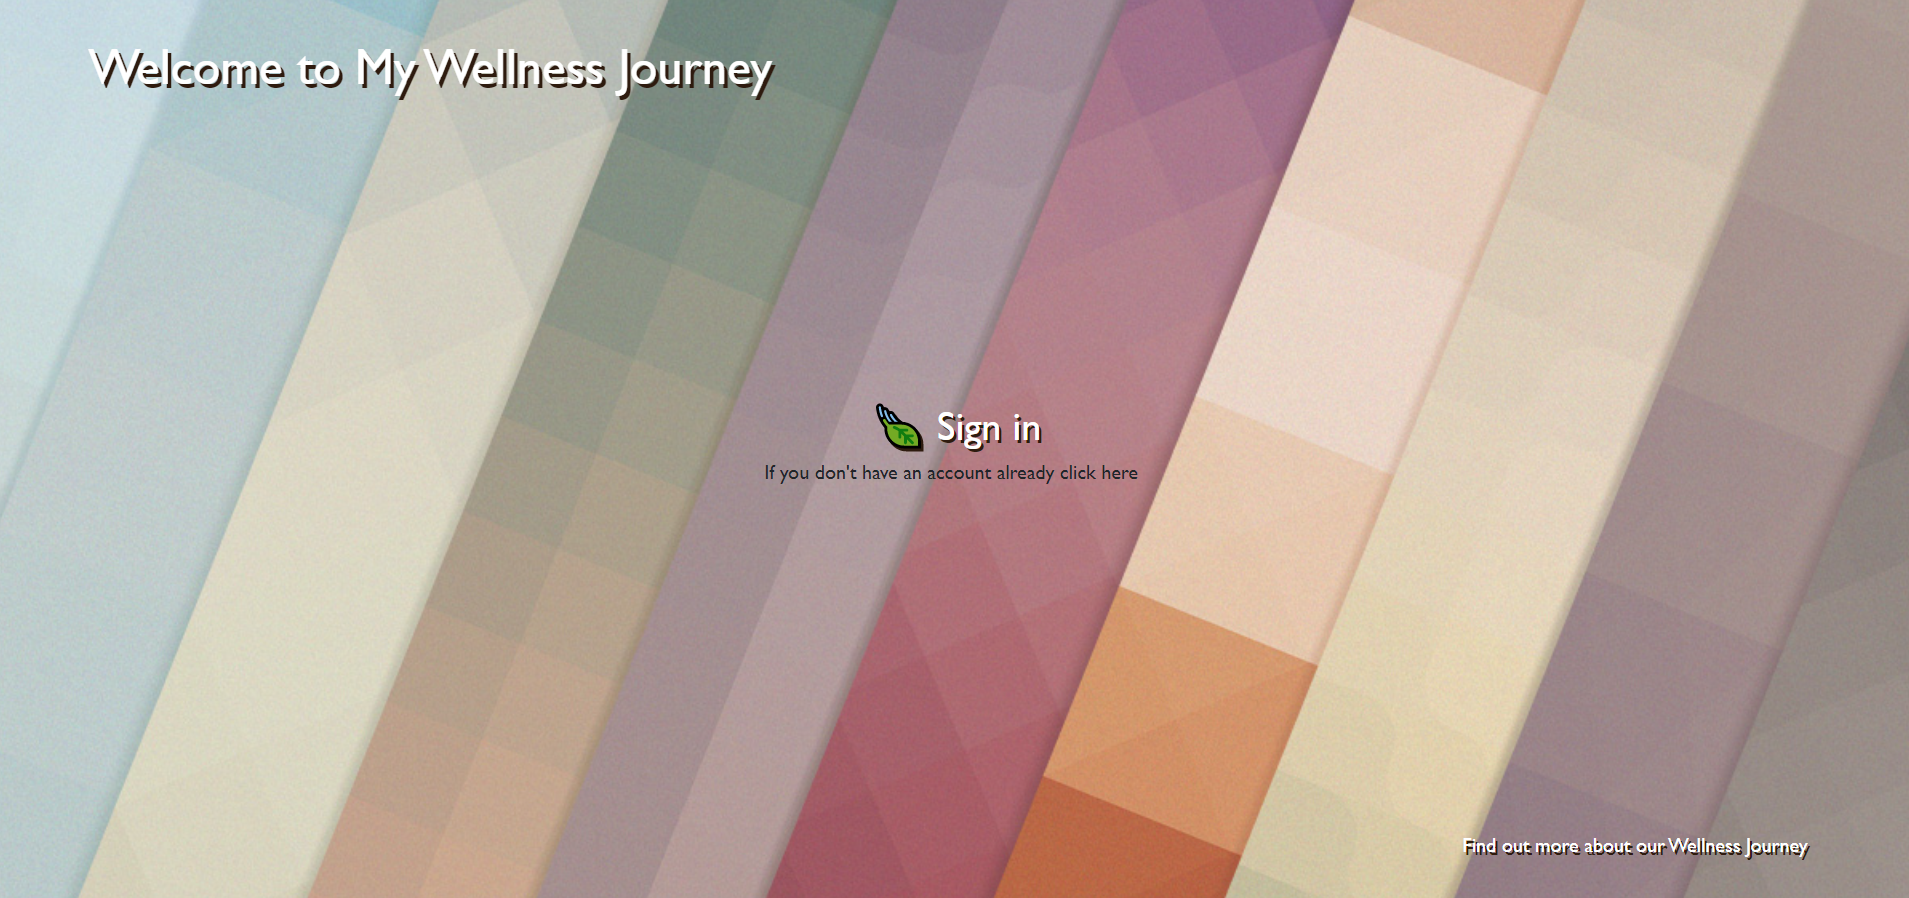 Welcome to My Wellness Journey
Sign in
If you don't have an account already click here
Find out more about our Wellness Journey